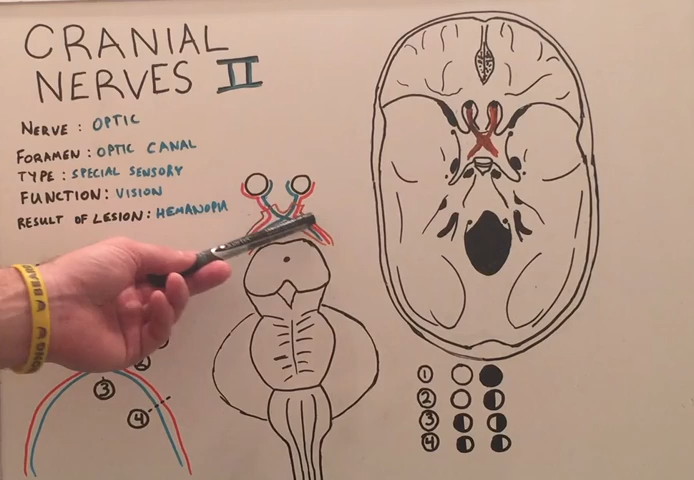 CRANIAL
NERVES II
NERVE : OPTIC
FORAMEN : OPTIC CANAL
TYPE : SPECIAL SENSORY
FUNCTION : VISION
RESULT OF LESION : HEMANOPIA
3
4
1
2
3
4